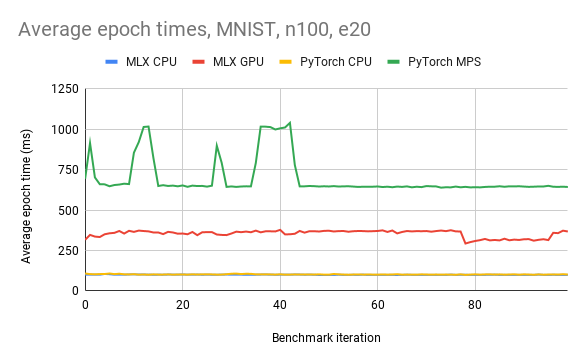 Average epoch times, MNIST, n100, e20
MLX CPU MLX GPU PyTorch CPU PyTorch MPS
1250
1000
750
500
250
0
0 20 40 60 80
Average epoch time (ms)
Benchmark iteration